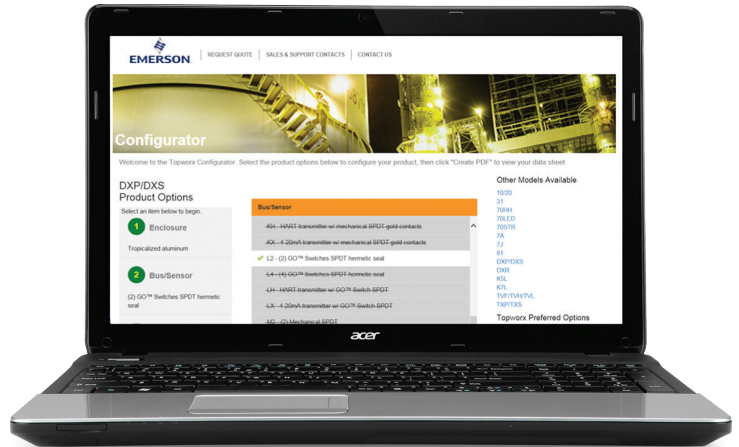 EMERSON
REQUEST QUOTE
SALES & SUPPORT CONTACTS
CONTACT US
Configurator
Welcome to the Topworx Configurator. Select the product options below to configure your product, then click "Create PDF" to view your data sheet.
DXP/DXS
Product Options
Select an item below to begin.
1 Enclosure
Tropicalized aluminum
2 Bus/Sensor
(2) GO™ Switches SPDT hermetic
seal
Bus/Sensor
KH - HART transmitter w/ mechanical SPDT gold contacts
KX - 4-20mA transmitter w/ mechanical SPDT gold contacts
L2 - (2) GO™ Switches SPDT hermetic seal
L4 - (4) GO™ Switches SPDT hermetic seal
LH - HART transmitter w/ GO™ Switch SPDT
LX - 4-20mA transmitter w/ GO™ Switch SPDT
M2 - (2) Mechanical SPDT
Other Models Available
10/20
31
70HH
70LED
70STR
7A
7J
81
DXP/DXS
DXR
K5L
K7L
TVF/TVH/TVL
TXP/TXS
Topworx Preferred Options
acer